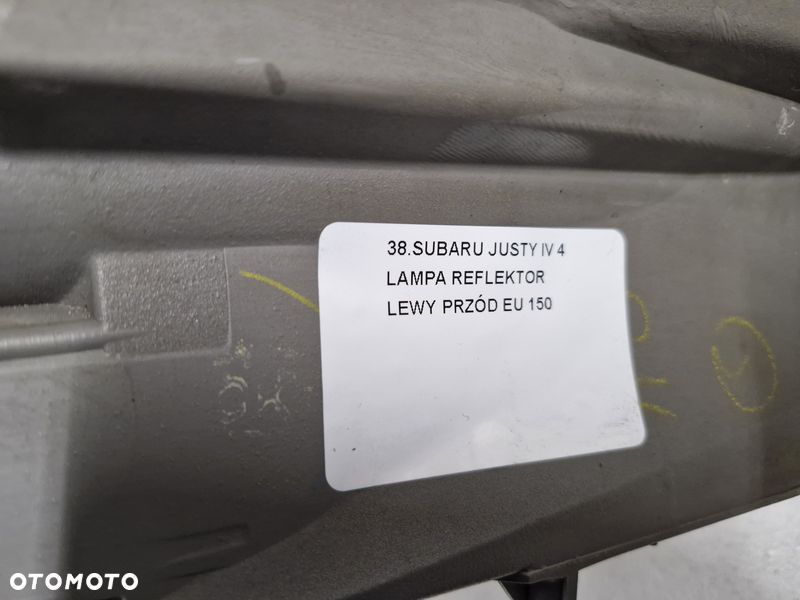 38.SUBARU JUSTY IV 4
LAMPA REFLEKTOR
LEWY PRZÓD EU 150
OTOMOTO